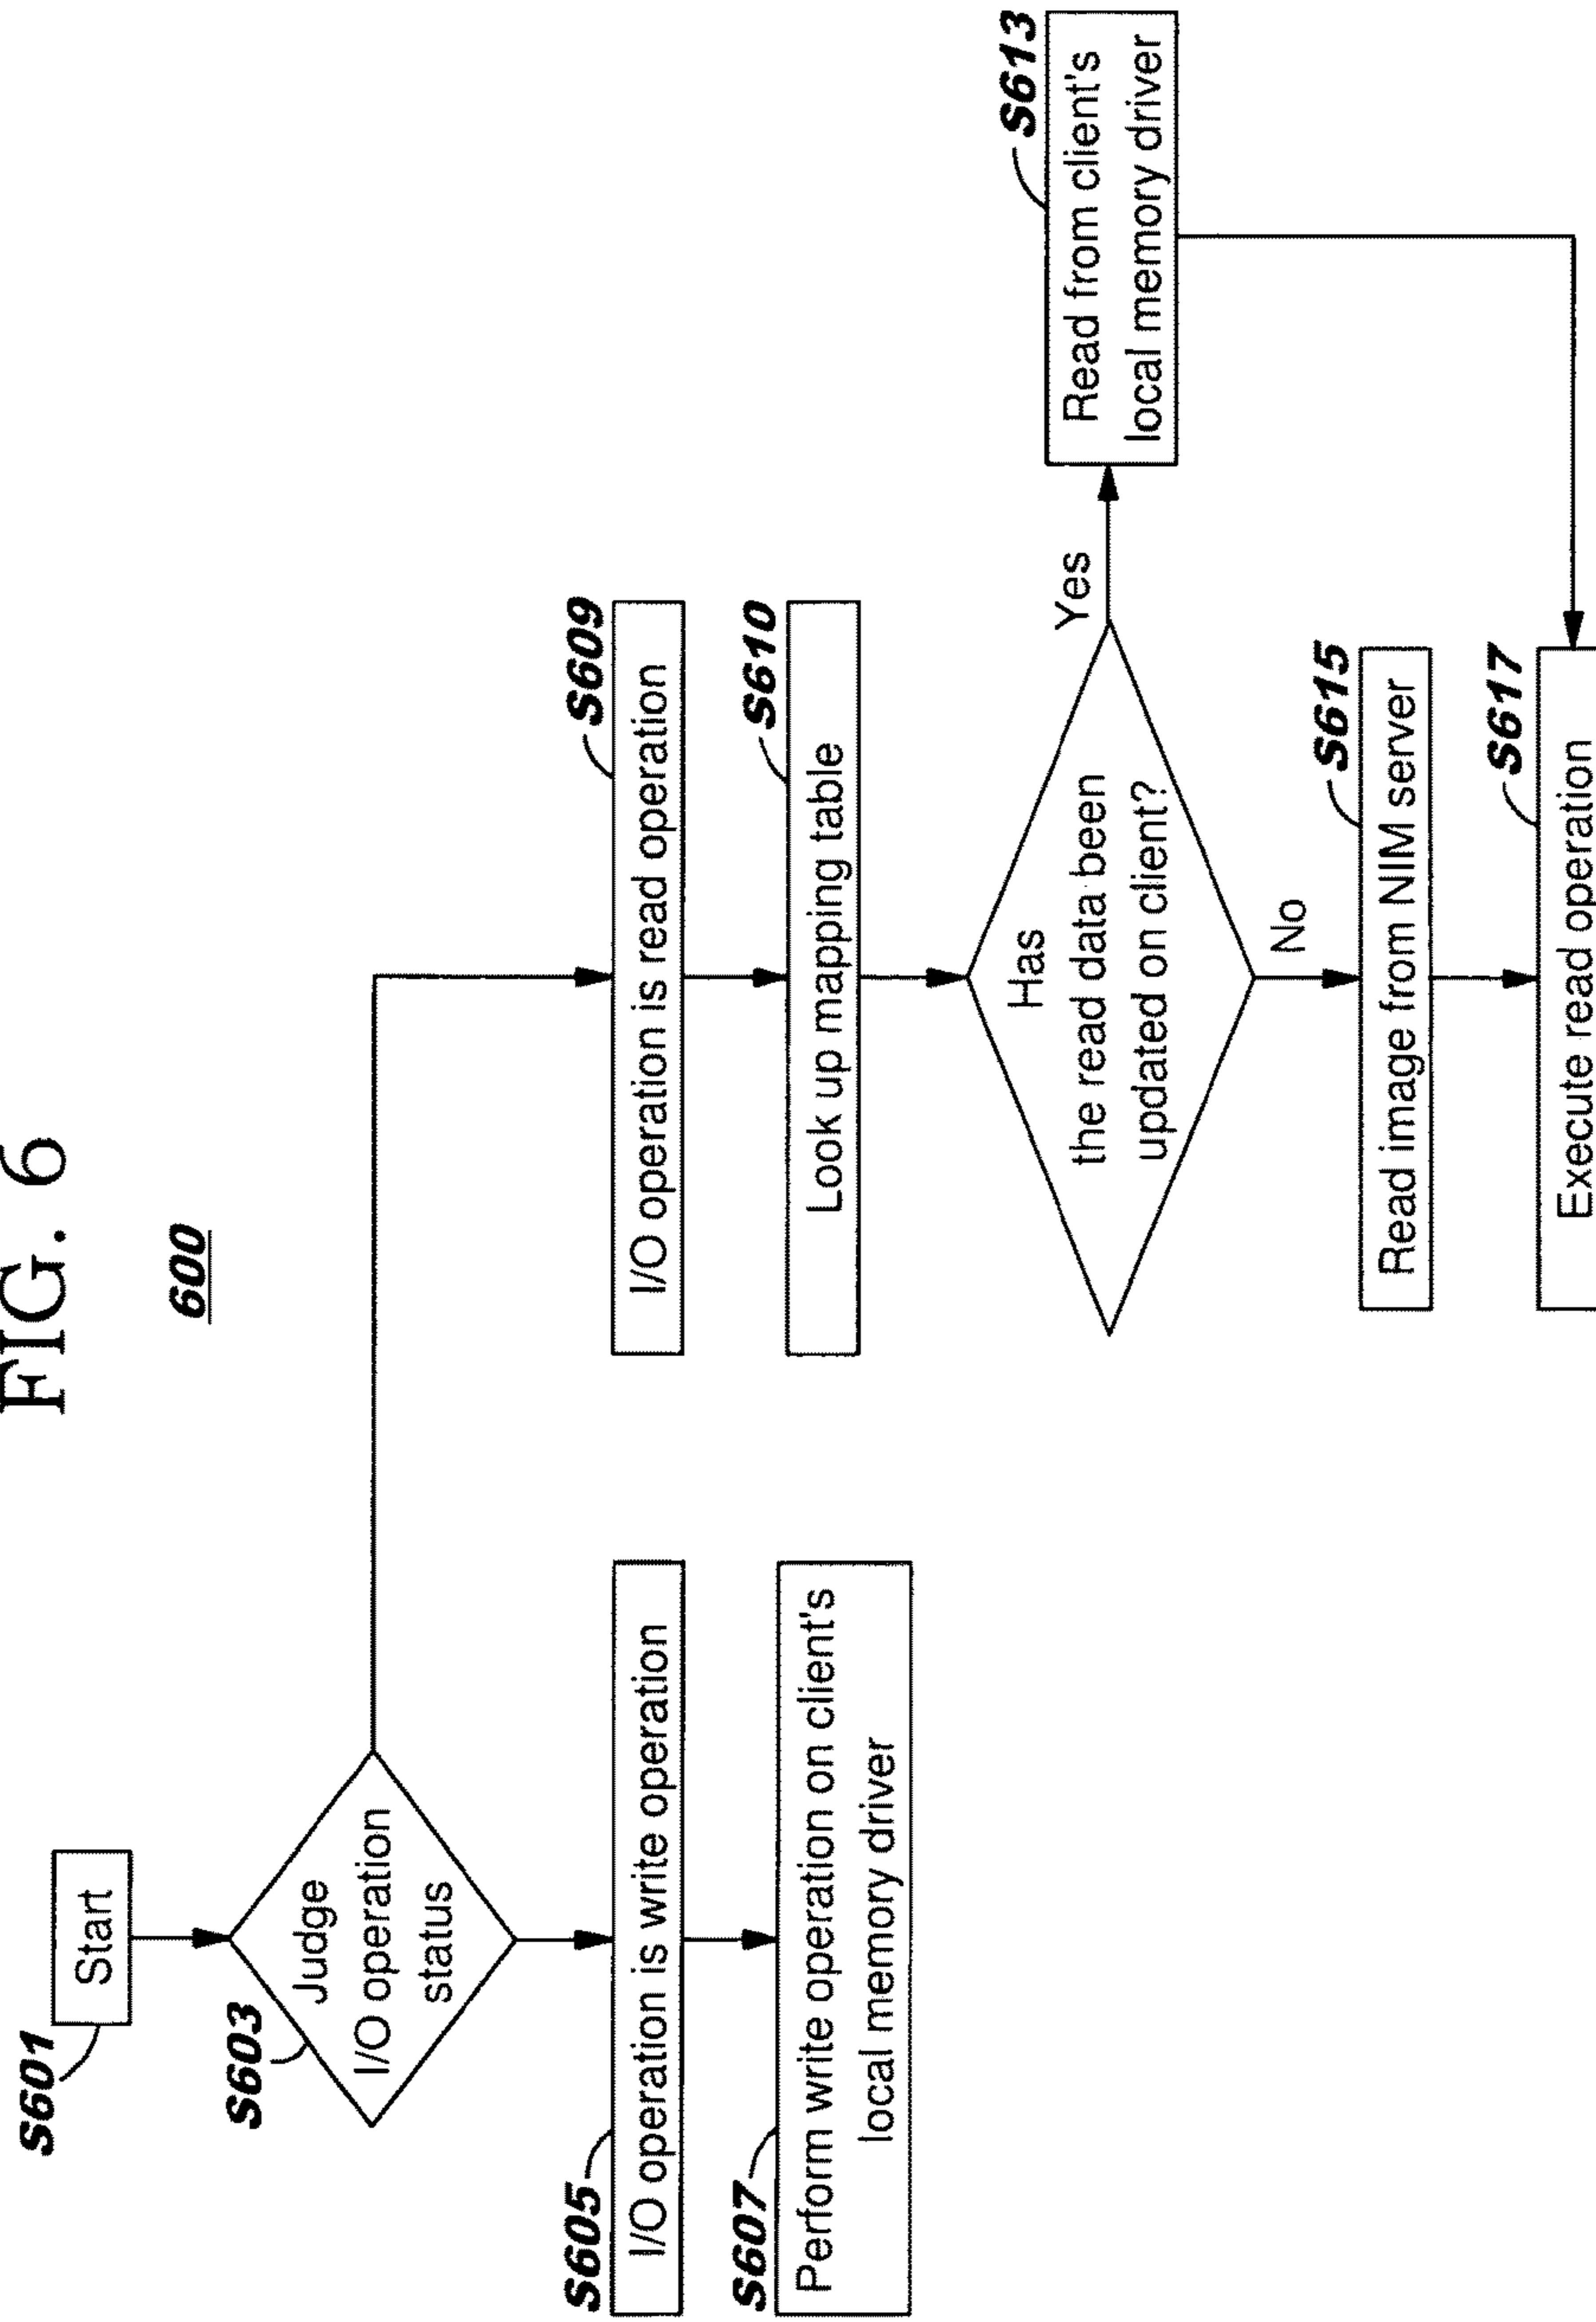 FIG. 6
600
S601
Start
S603
Judge
I/O operation
status
S605
I/O operation is write operation
S607
Perform write operation on client's
local memory driver
S609
I/O operation is read operation
S610
Look up mapping table
Has
the read data been
updated on client?
Yes
S613
Read from client's
local memory driver
No
S615
Read image from NIM server
S617
Execute read operation